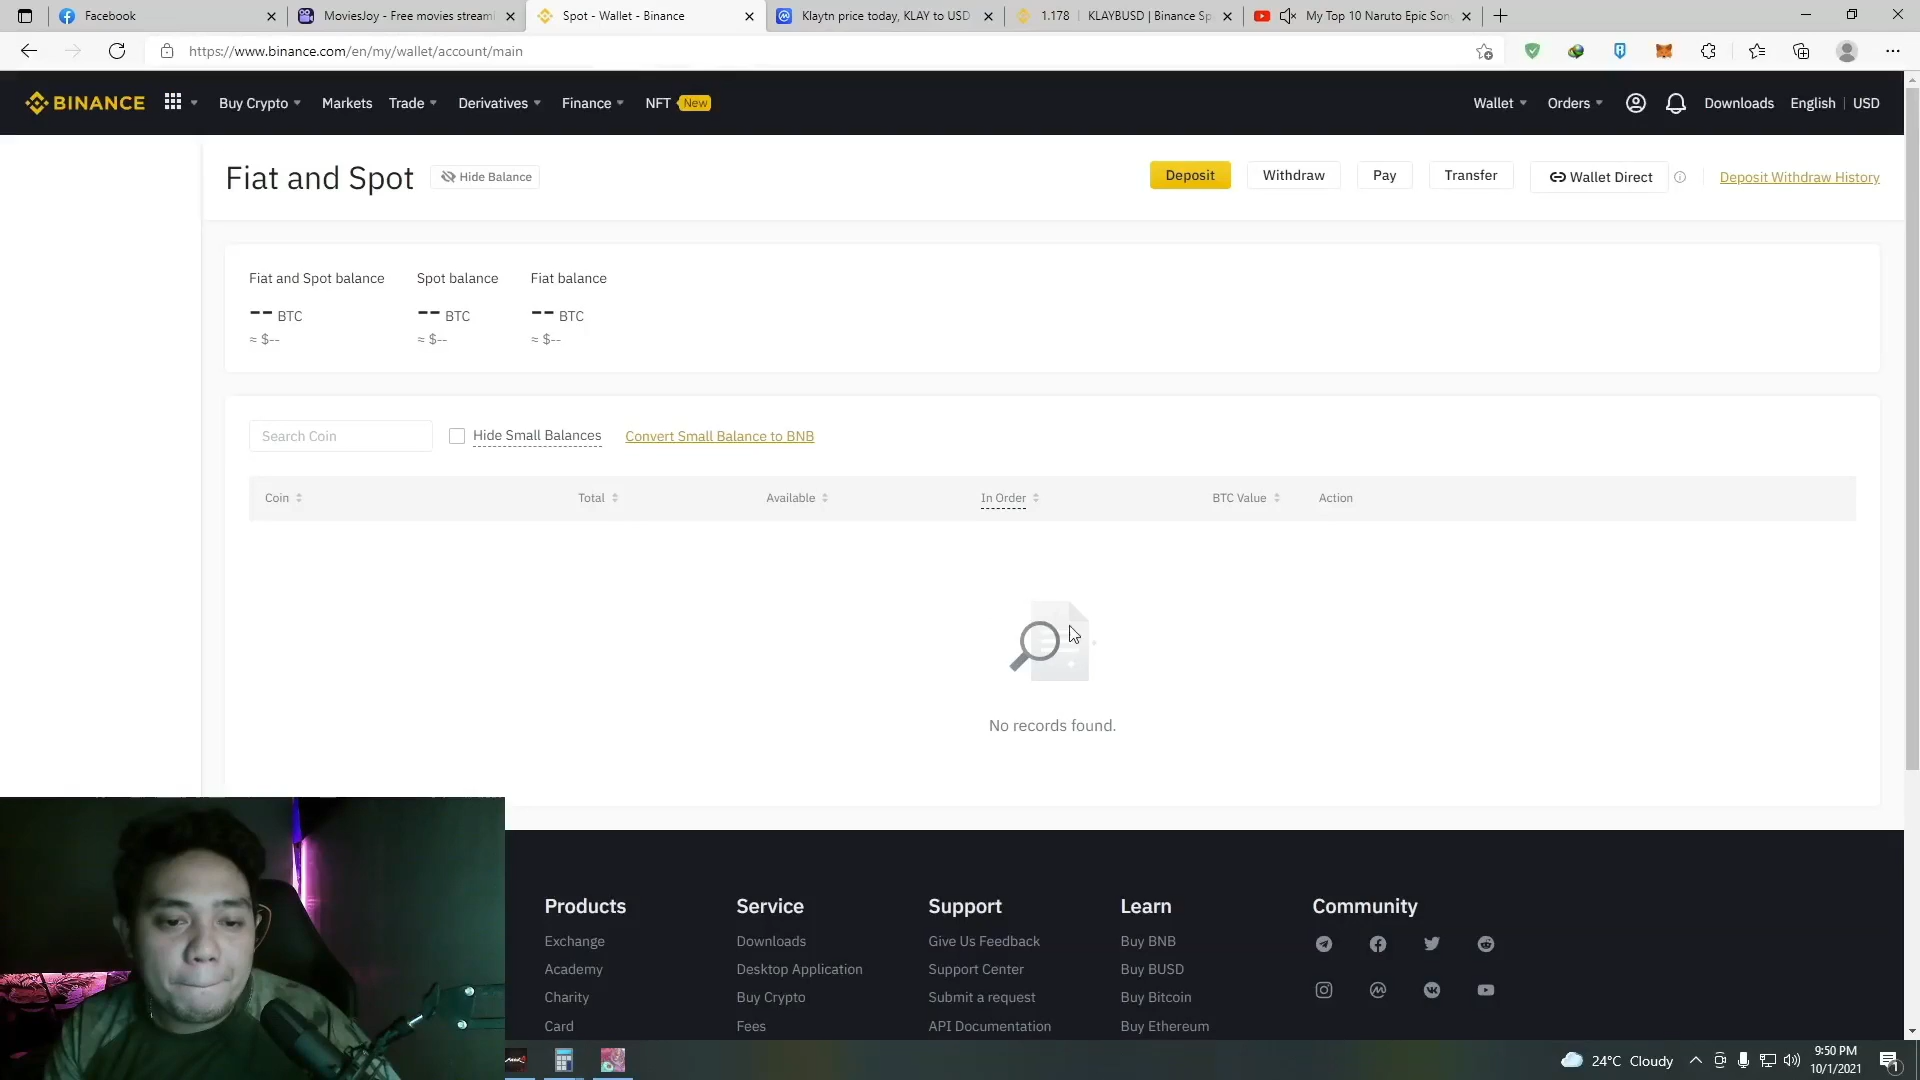 Facebook
MoviesJoy - Free movies streami
Spot - Wallet - Binance
Klaytn price today, KLAY to USD
1.178 | KLAYBUSD | Binance Sp
My Top 10 Naruto Epic Son
https://www.binance.com/en/my/wallet/account/main
BINANCE
Buy Crypto
Markets
Trade
Derivatives
Finance
NFT New
Wallet
Orders
Downloads
English | USD
Fiat and Spot
Hide Balance
Deposit
Withdraw
Pay
Transfer
Wallet Direct
Deposit Withdraw History
Fiat and Spot balance
Spot balance
Fiat balance
-- BTC
-- BTC
-- BTC
≈ $--
≈ $--
≈ $--
Search Coin
Hide Small Balances
Convert Small Balance to BNB
Coin
Total
Available
In Order
BTC Value
Action
No records found.
Products
Service
Support
Learn
Community
Exchange
Downloads
Give Us Feedback
Buy BNB
Academy
Desktop Application
Support Center
Buy BUSD
Charity
Buy Crypto
Submit a request
Buy Bitcoin
Card
Fees
API Documentation
Buy Ethereum
24°C Cloudy
9:50 PM
10/1/2021
1